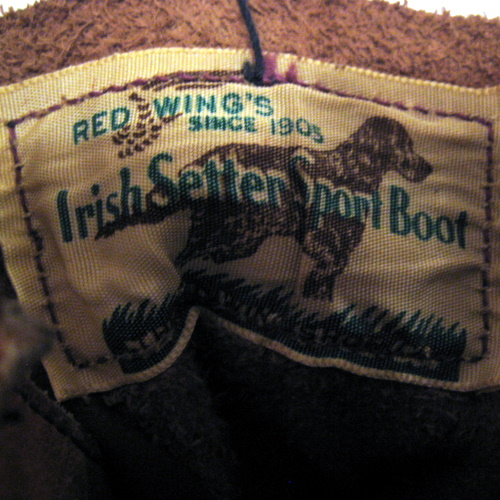 RED WING'S
SINCE 1905
Irish Setter Sport Boot